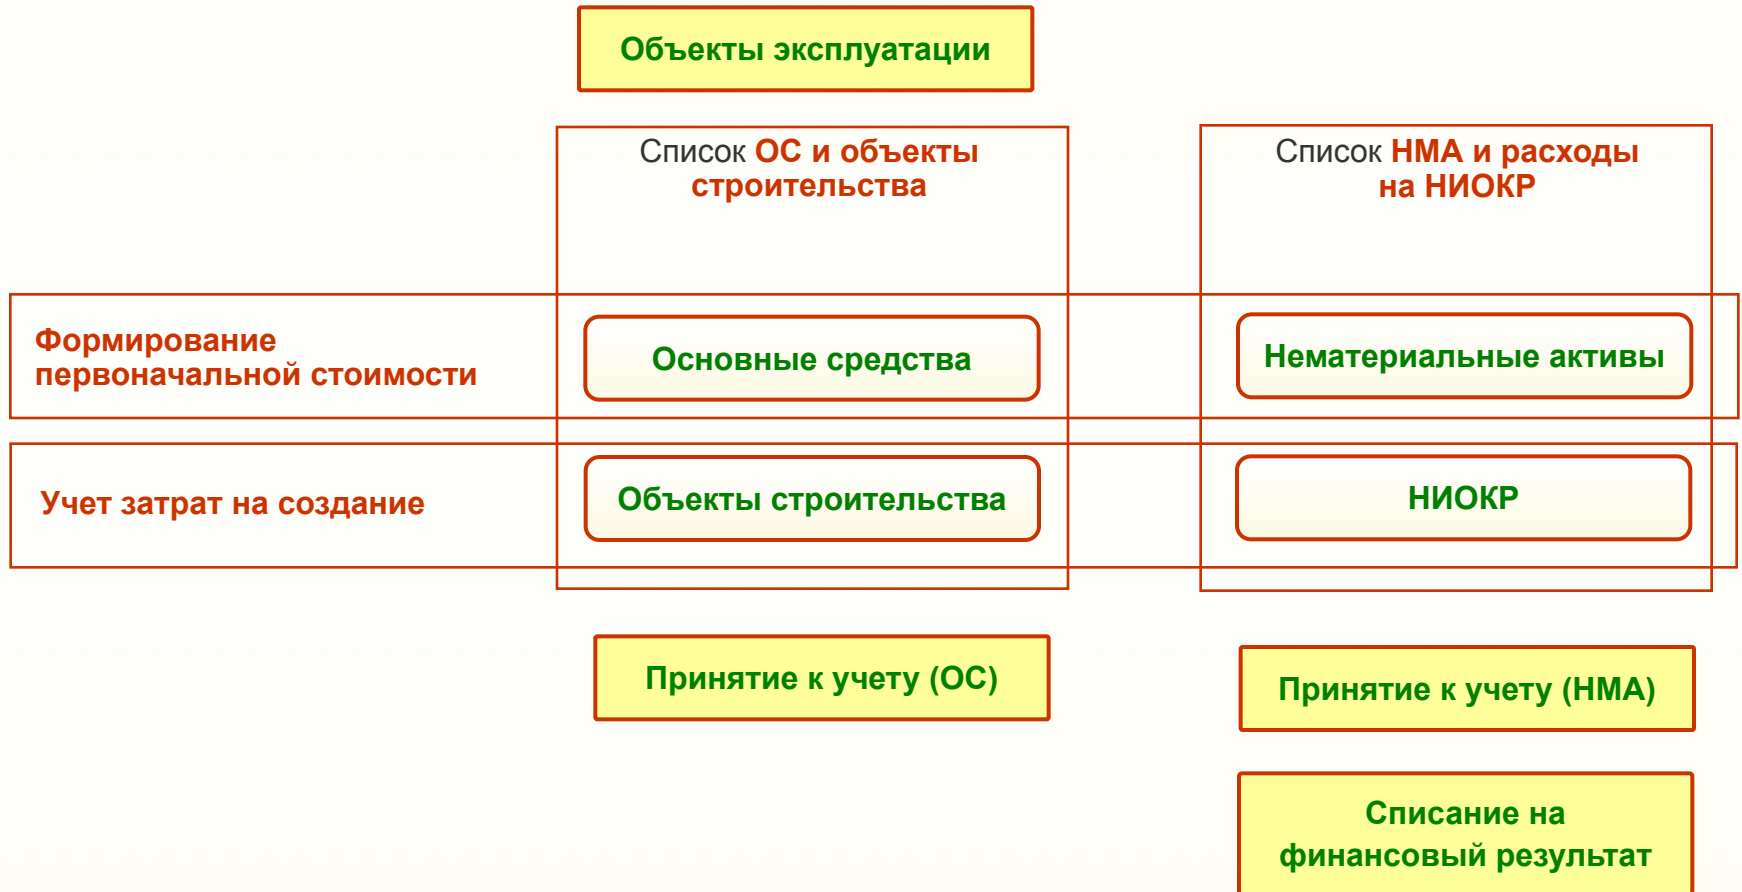 Объекты эксплуатации
Список ОС и объекты
строительства
Список НМА и расходы
на НИОКР
Формирование
первоначальной стоимости
Основные средства
Нематериальные активы
Учет затрат на создание
Объекты строительства
НИОКР
Принятие к учету (ОС)
Принятие к учету (НМА)
Списание на
финансовый результат